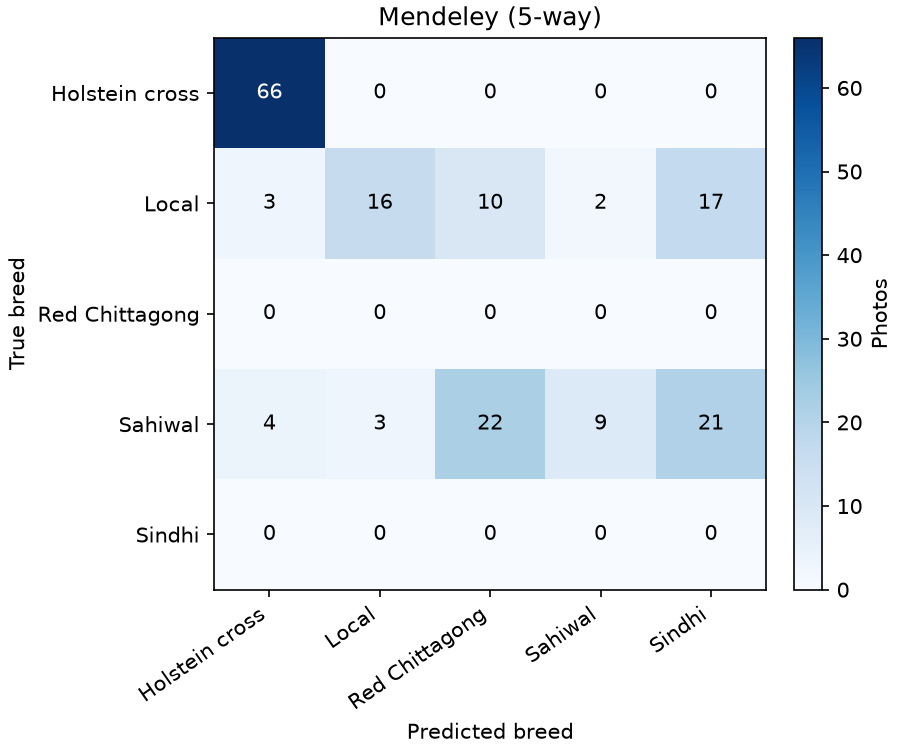 Mendeley (5-way)
Holstein cross 66 0 0 0 0
Local 3 16 10 2 17
Red Chittagong 0 0 0 0 0
Sahiwal 4 3 22 9 21
Sindhi 0 0 0 0 0
True breed
Holstein cross Local Red Chittagong Sahiwal Sindhi
Predicted breed
60
50
40
30
20
10
0
Photos